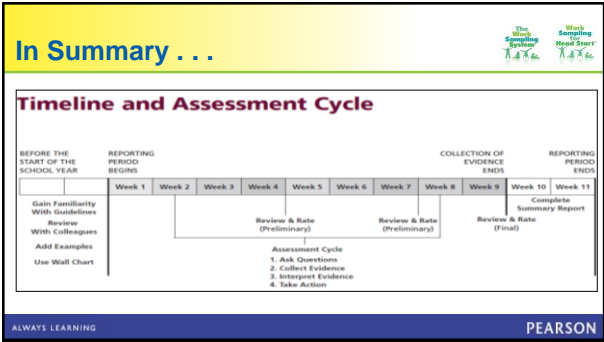 In Summary . . .
The
Work
Sampling
System
Work
Sampling
for
Head Start
Timeline and Assessment Cycle
BEFORE THE
START OF THE
SCHOOL YEAR
REPORTING
PERIOD
BEGINS
COLLECTION OF
EVIDENCE
ENDS
REPORTING
PERIOD
ENDS
Week 1 Week 2 Week 3 Week 4 Week 5 Week 6 Week 7 Week 8 Week 9 Week 10 Week 11
Gain Familiarity
With Guidelines
Review
With Colleagues
Add Examples
Use Wall Chart
Review & Rate
(Preliminary)
Review & Rate
(Preliminary)
Review & Rate
(Final)
Complete
Summary Report
Assessment Cycle
1. Ask Questions
2. Collect Evidence
3. Interpret Evidence
4. Take Action
ALWAYS LEARNING
PEARSON